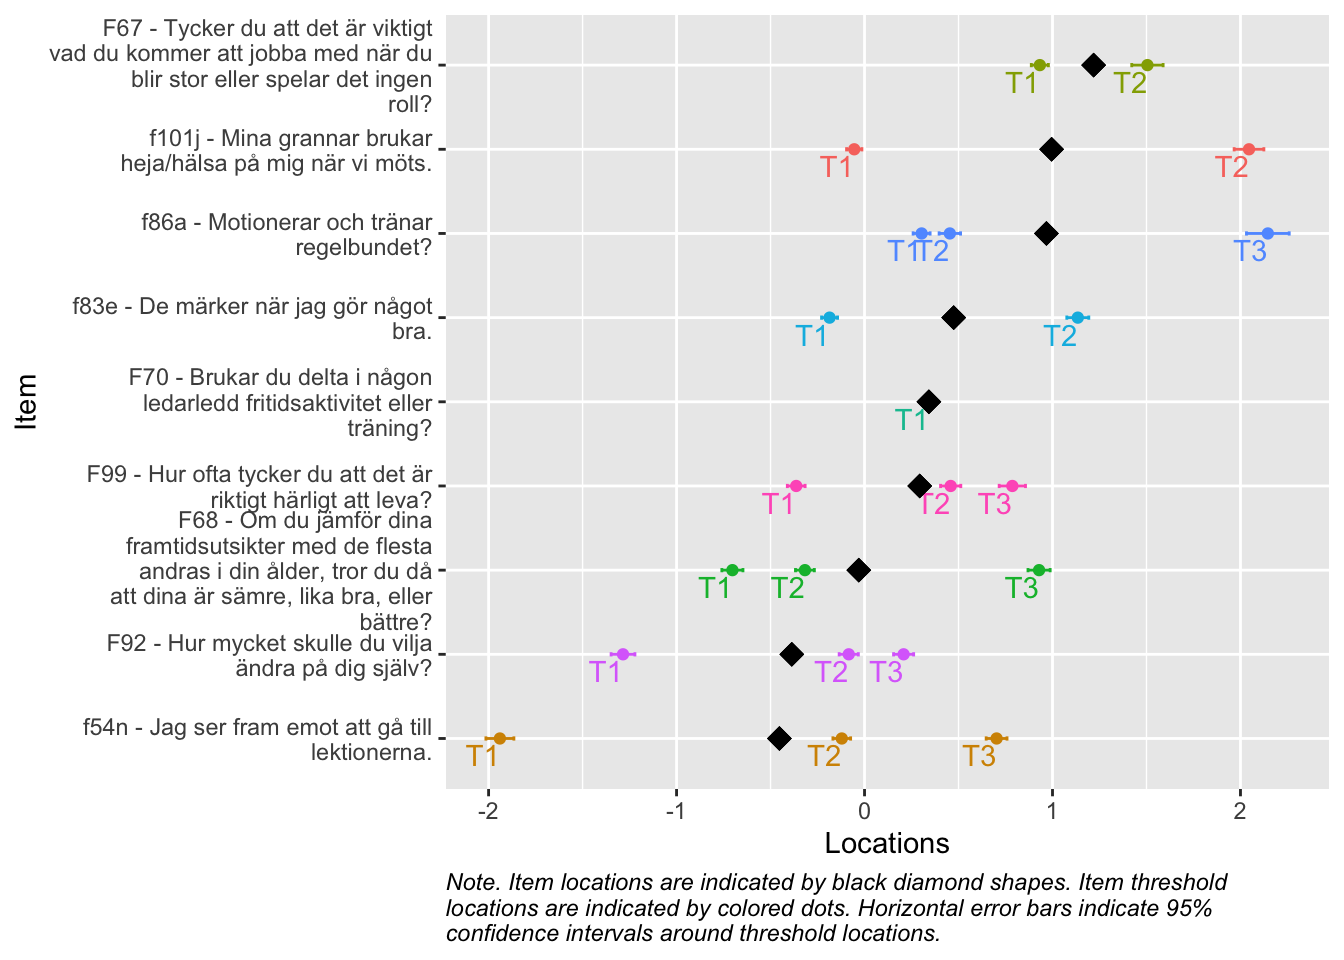 F67 - Tycker du att det är viktigt
vad du kommer att jobba med när du
blir stor eller spelar det ingen
roll?
T1
T2
f101j - Mina grannar brukar
heja/hälsa på mig när vi möts.
T1
T2
f86a - Motionerar och tränar
regelbundet?
T1
T2
T3
f83e - De märker när jag gör något
bra.
T1
T2
F70 - Brukar du delta i någon
ledarledd fritidsaktivitet eller
träning?
T1
F99 - Hur ofta tycker du att det är
riktigt härligt att leva?
T1
T2
T3
F68 - Om du jämför dina
framtidsutsikter med de flesta
andras i din ålder, tror du då
att dina är sämre, lika bra, eller
bättre?
T1
T2
T3
F92 - Hur mycket skulle du vilja
ändra på dig själv?
T1
T2
T3
f54n - Jag ser fram emot att gå till
lektionerna.
T1
T2
T3
Item
-2
-1
0
1
2
Locations
Note. Item locations are indicated by black diamond shapes. Item threshold
locations are indicated by colored dots. Horizontal error bars indicate 95%
confidence intervals around threshold locations.